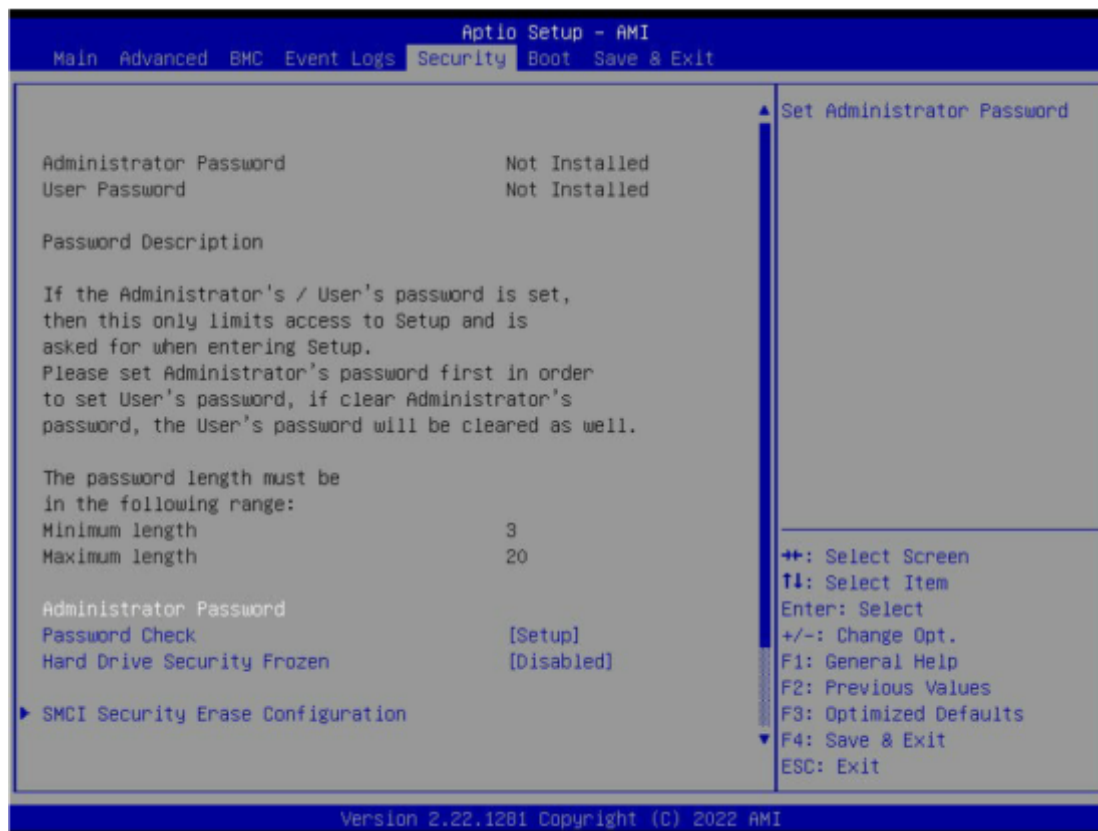 Aptio Setup - AMI
Main Advanced BMC Event Logs Security Boot Save & Exit
Administrator Password Not Installed
User Password Not Installed
Password Description
If the Administrator's / User's password is set,
then this only limits access to Setup and is
asked for when entering Setup.
Please set Administrator's password first in order
to set User's password, if clear Administrator's
password, the User's password will be cleared as well.
The password length must be
in the following range:
Minimum length 3
Maximum length 20
Administrator Password
Password Check [Setup]
Hard Drive Security Frozen [Disabled]
SMCI Security Erase Configuration
Set Administrator Password
→←: Select Screen
↑↓: Select Item
Enter: Select
+/-: Change Opt.
F1: General Help
F2: Previous Values
F3: Optimized Defaults
F4: Save & Exit
ESC: Exit
Version 2.22.1281 Copyright (C) 2022 AMI